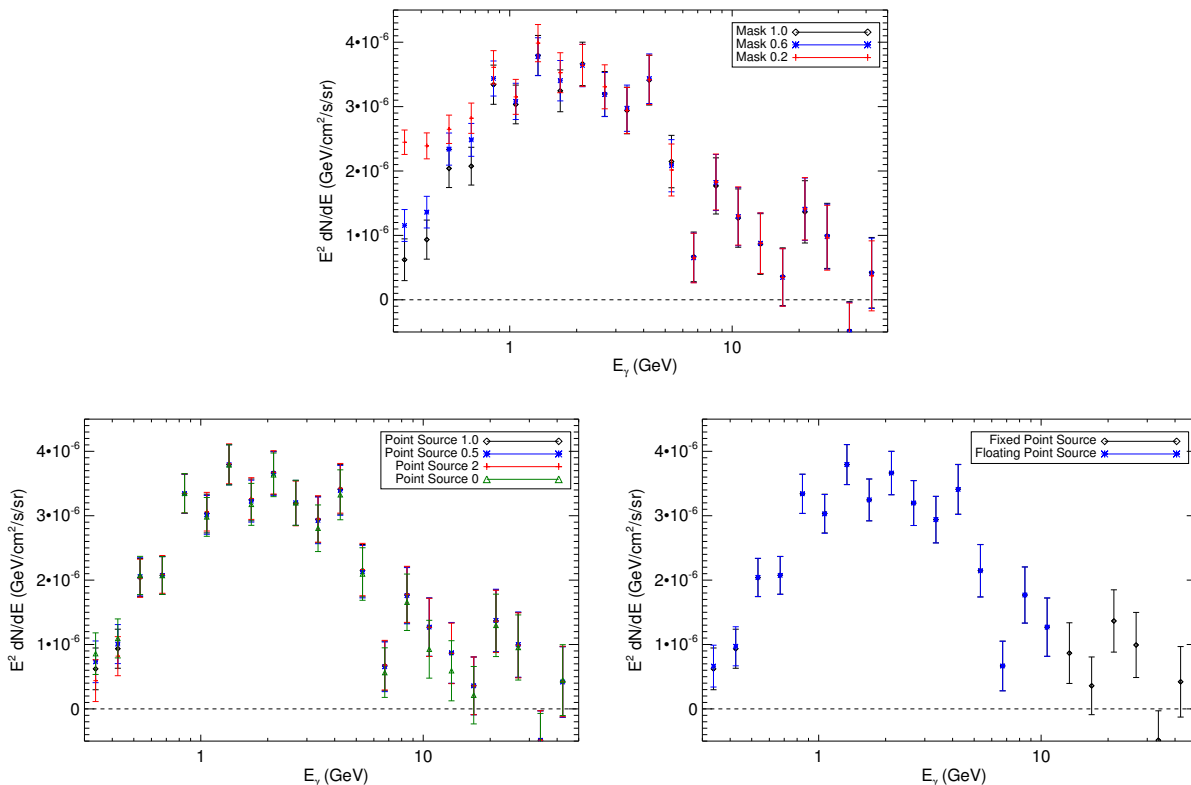 Mask 1.0
Mask 0.6
Mask 0.2
4•10⁻⁶
3•10⁻⁶
2•10⁻⁶
1•10⁻⁶
0
E² dN/dE (GeV/cm²/s/sr)
1 10
Eᵧ (GeV)
Point Source 1.0
Point Source 0.5
Point Source 2
Point Source 0
4•10⁻⁶
3•10⁻⁶
2•10⁻⁶
1•10⁻⁶
0
E² dN/dE (GeV/cm²/s/sr)
1 10
Eᵧ (GeV)
Fixed Point Source
Floating Point Source
4•10⁻⁶
3•10⁻⁶
2•10⁻⁶
1•10⁻⁶
0
E² dN/dE (GeV/cm²/s/sr)
1 10
Eᵧ (GeV)